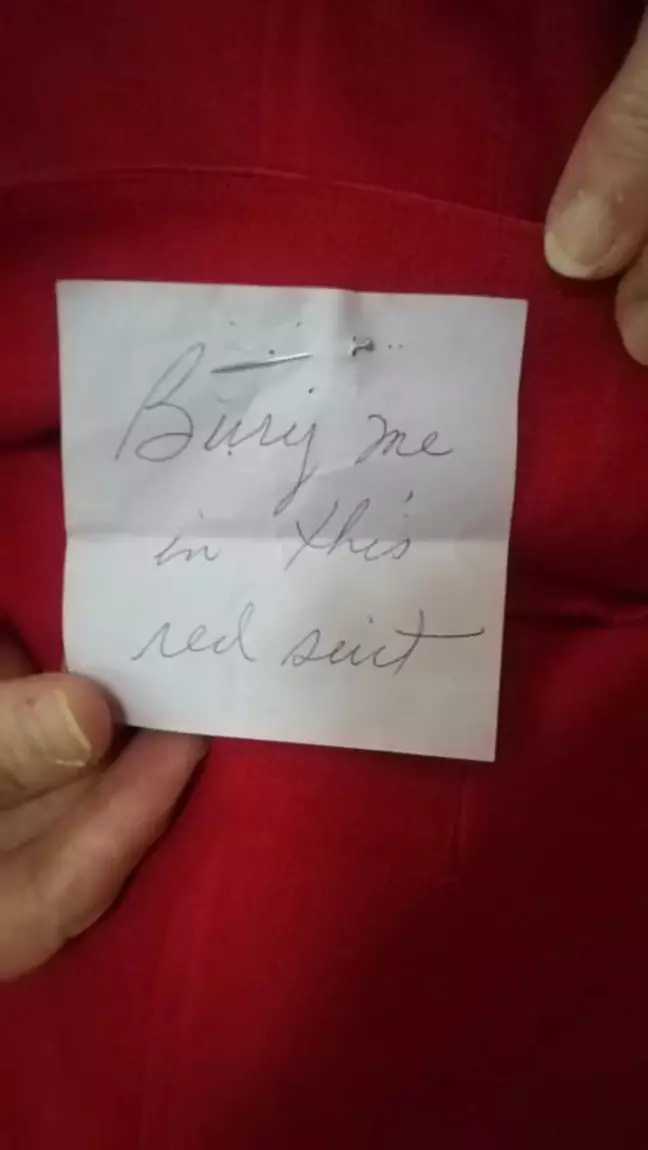 Bury me
in this
red suit